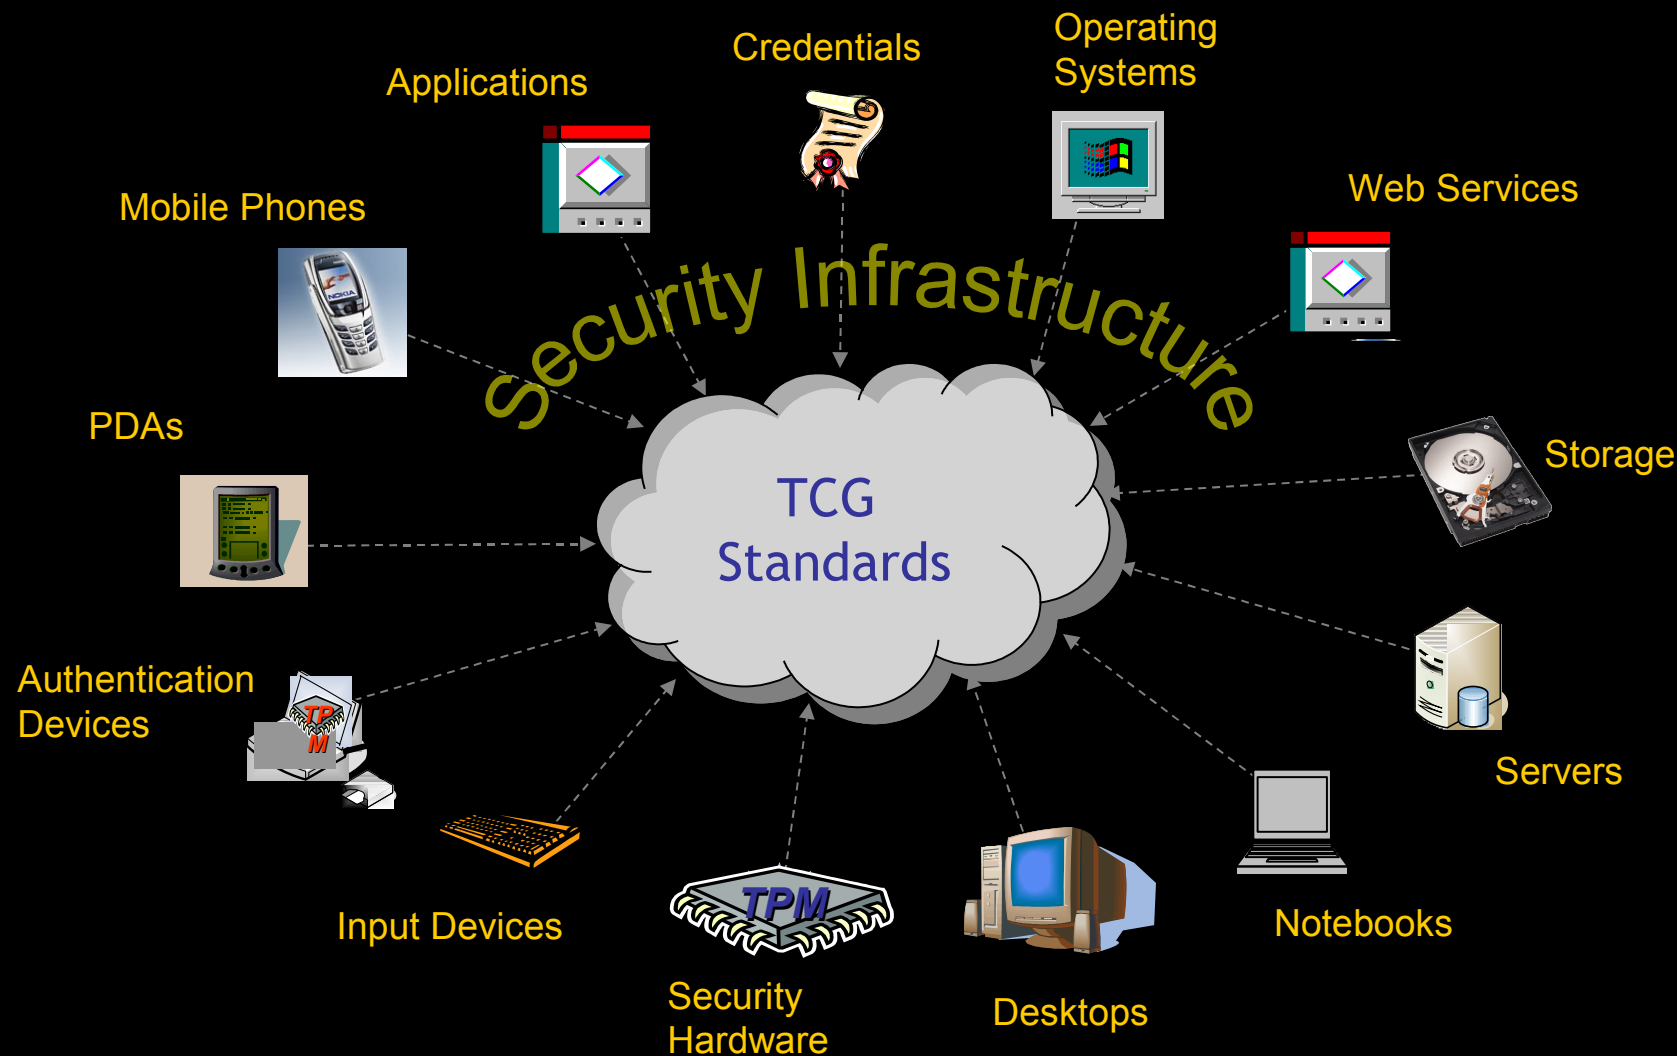 Credentials
Operating
Systems
Applications
Web Services
Mobile Phones
NOKIA
Security Infrastructure
PDAs
Storage
TCG
Standards
Authentication
Devices
TP
M
Servers
Input Devices
TPM
Notebooks
Security
Hardware
Desktops